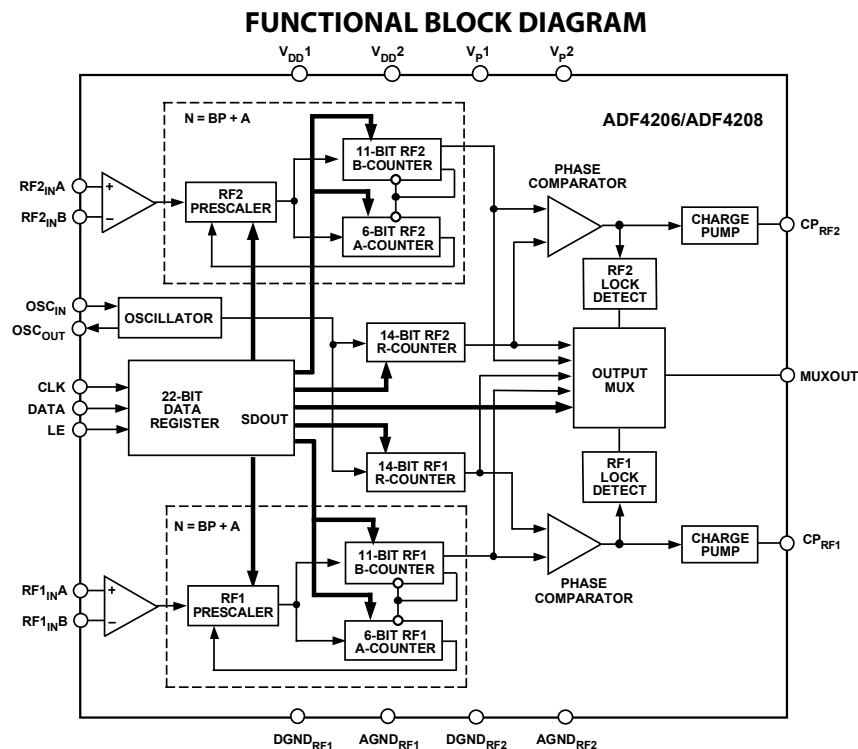 FUNCTIONAL BLOCK DIAGRAM
VDD1
VDD2
VP1
VP2
N = BP + A
ADF4206/ADF4208
11-BIT RF2
B-COUNTER
PHASE
COMPARATOR
RF2INA
+
RF2INB
–
RF2
PRESCALER
6-BIT RF2
A-COUNTER
CHARGE
PUMP
CPRF2
RF2
LOCK
DETECT
OSCIN
OSCOUT
OSCILLATOR
14-BIT RF2
R-COUNTER
OUTPUT
MUX
MUXOUT
CLK
DATA
LE
22-BIT
DATA
REGISTER
SDOUT
14-BIT RF1
R-COUNTER
RF1
LOCK
DETECT
N = BP + A
11-BIT RF1
B-COUNTER
CHARGE
PUMP
CPRF1
PHASE
COMPARATOR
RF1INA
+
RF1INB
–
RF1
PRESCALER
6-BIT RF1
A-COUNTER
DGNDRF1
AGNDRF1
DGNDRF2
AGNDRF2